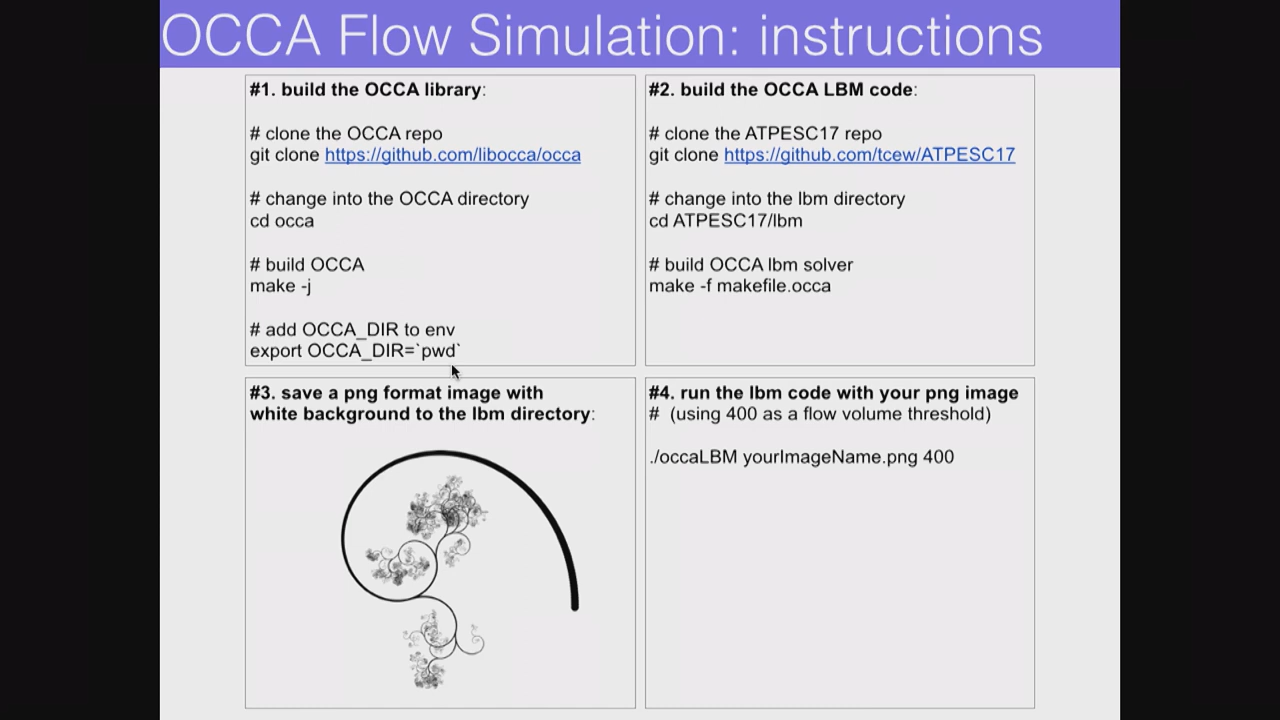 OCCA Flow Simulation: instructions
#1. build the OCCA library:
# clone the OCCA repo
git clone https://github.com/libocca/occa
# change into the OCCA directory
cd occa
# build OCCA
make -j
# add OCCA_DIR to env
export OCCA_DIR=`pwd`
#2. build the OCCA LBM code:
# clone the ATPESC17 repo
git clone https://github.com/tcew/ATPESC17
# change into the lbm directory
cd ATPESC17/lbm
# build OCCA lbm solver
make -f makefile.occa
#3. save a png format image with
white background to the lbm directory:
#4. run the lbm code with your png image
# (using 400 as a flow volume threshold)
./occaLBM yourImageName.png 400